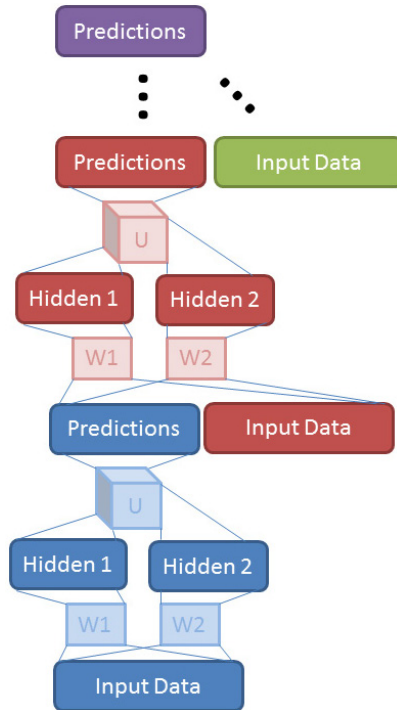 Predictions
Predictions
Input Data
U
Hidden 1
Hidden 2
W1
W2
Predictions
Input Data
U
Hidden 1
Hidden 2
W1
W2
Input Data